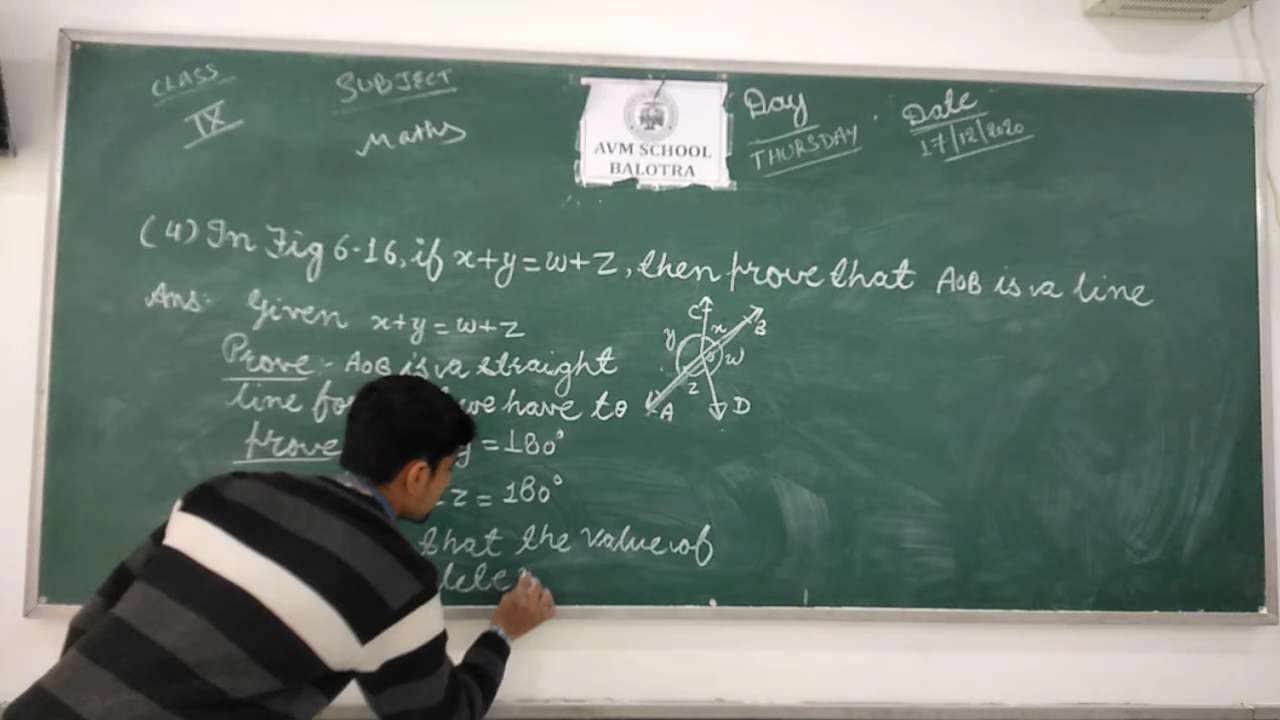 CLASS
IX
SUBJECT
Maths
AVM SCHOOL
BALOTRA
Day
THURSDAY
Date
17/12/2020
(4) In Fig 6.16, if x+y=w+z, then prove that AOB is a line
Ans:- Given x+y=w+z
Prove:- AOB is a straight
line we have to
prove y = 180°
z = 180°
that the value of
C
B
x
y
O
w
z
A
D